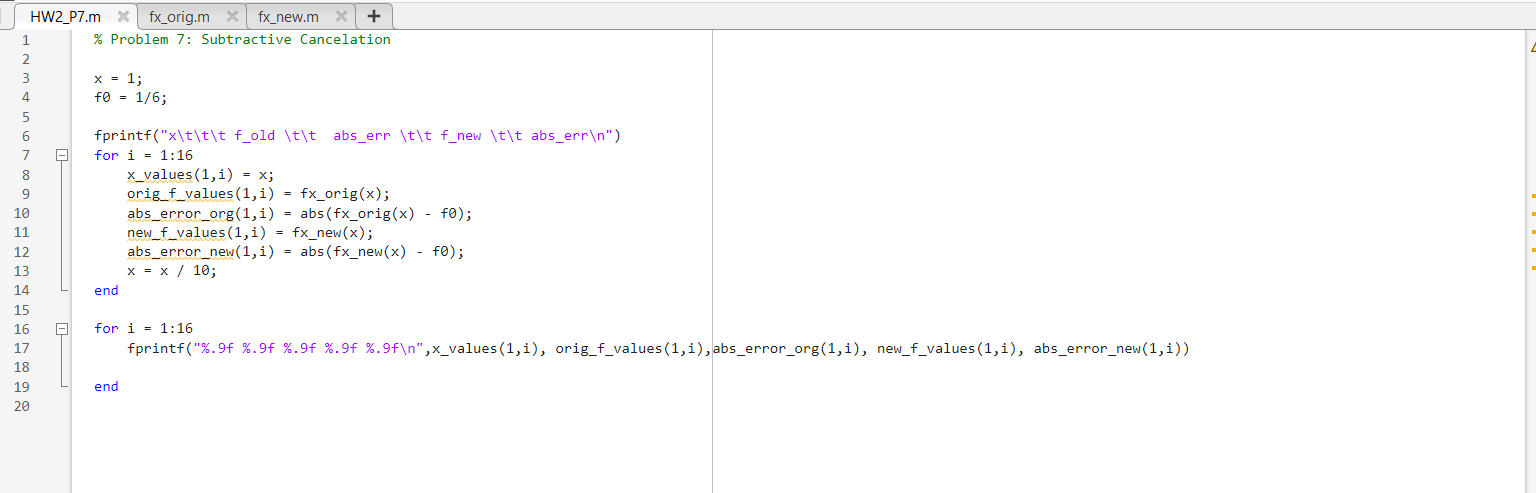 HW2_P7.m × fx_orig.m × fx_new.m × +
1 % Problem 7: Subtractive Cancelation
2
3 x = 1;
4 f0 = 1/6;
5
6 fprintf("x\t\t\t f_old \t\t  abs_err \t\t f_new \t\t abs_err\n")
7 for i = 1:16
8     x_values(1,i) = x;
9     orig_f_values(1,i) = fx_orig(x);
10     abs_error_org(1,i) = abs(fx_orig(x) - f0);
11     new_f_values(1,i) = fx_new(x);
12     abs_error_new(1,i) = abs(fx_new(x) - f0);
13     x = x / 10;
14 end
15
16 for i = 1:16
17     fprintf("%.9f %.9f %.9f %.9f %.9f\n",x_values(1,i), orig_f_values(1,i),abs_error_org(1,i), new_f_values(1,i), abs_error_new(1,i))
18
19 end
20